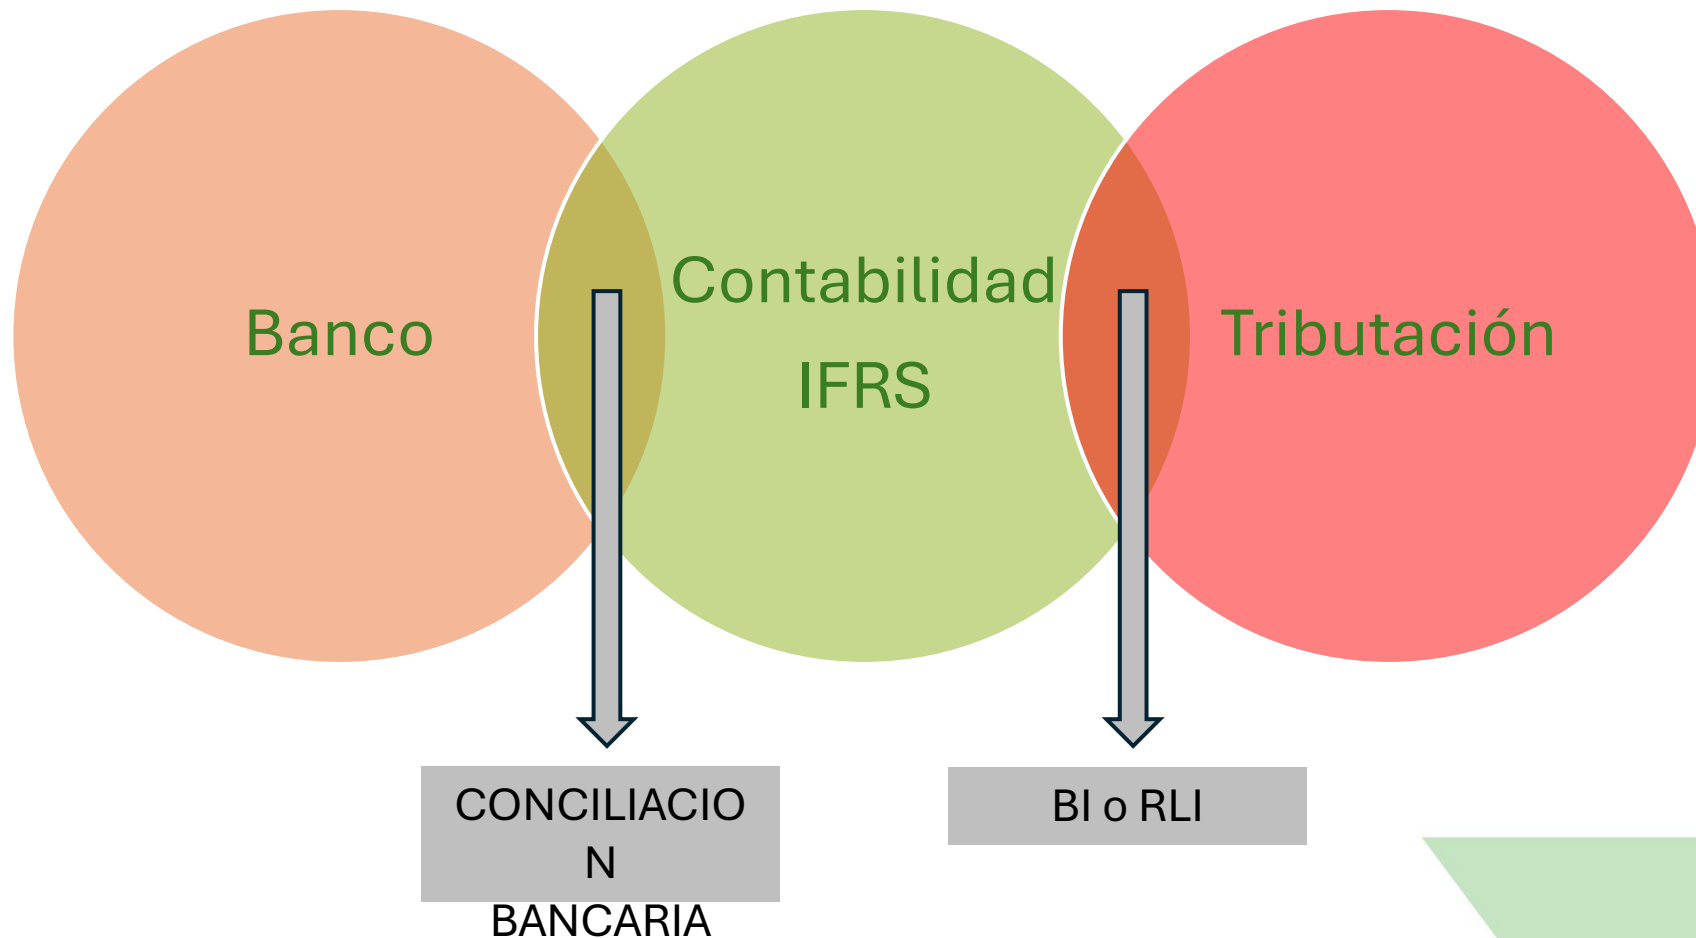 Banco
Contabilidad
IFRS
Tributación
CONCILIACIO
N
BANCARIA
BI o RLI